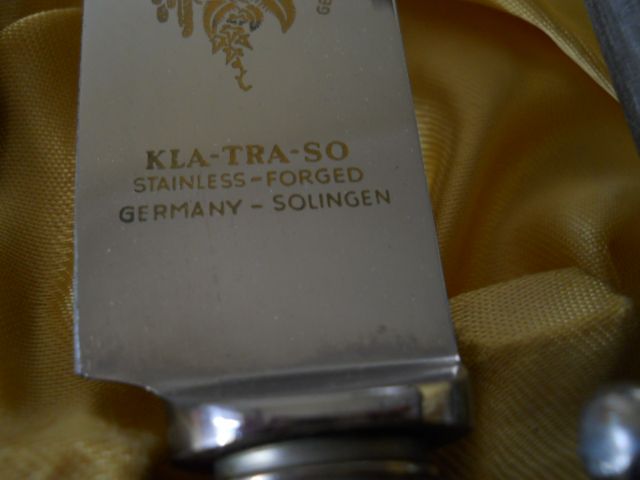 KLA-TRA-SO
STAINLESS-FORGED
GERMANY - SOLINGEN